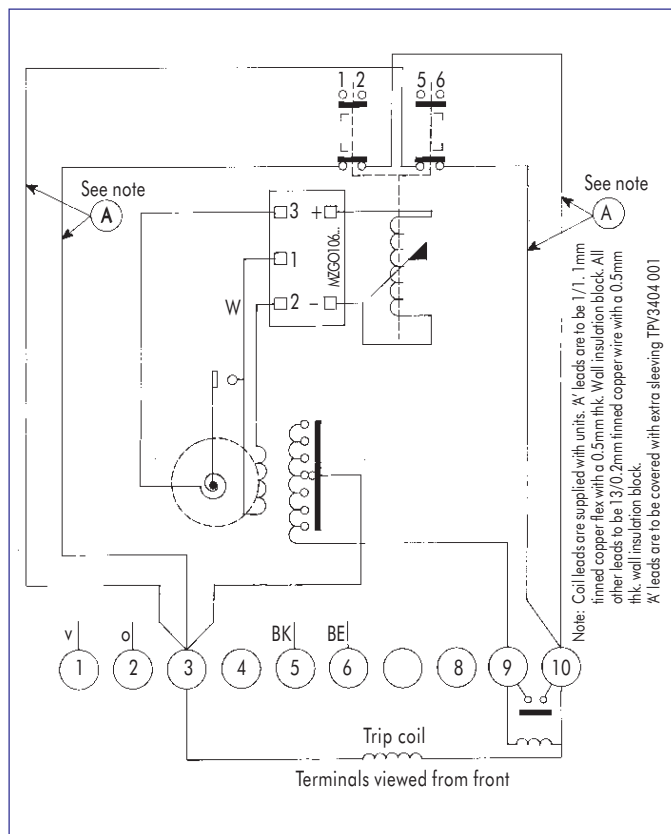 1 2
5 6
See note
A
See note
A
3 +
1
2 –
MZGO106..
W
v
o
BK
BE
1
2
3
4
5
6
8
9
10
Trip coil
Terminals viewed from front
Note: Coil leads are supplied with units. ‘A’ leads are to be 1/1. 1mm
tinned copper flex with a 0.5mm thk. Wall insulation block. All
other leads to be 13/0.2mm tinned copper wire with a 0.5mm
thk. wall insulation block.
A’ leads are to be covered with extra sleeving TPV3404 001